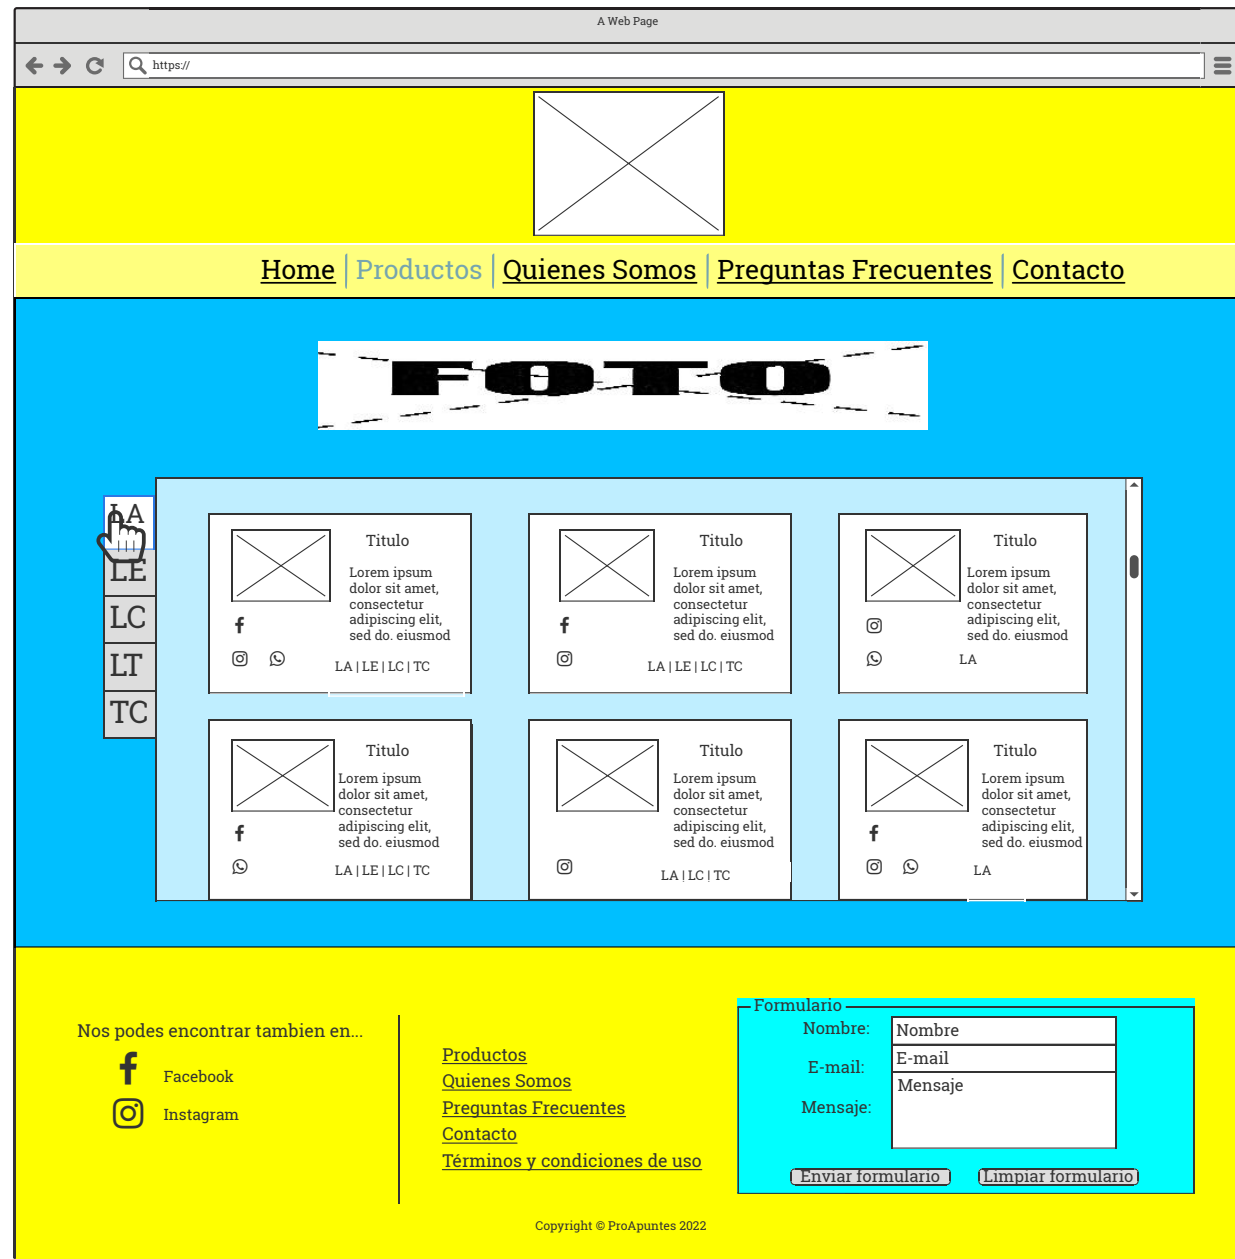 A Web Page
https://
Home | Productos | Quienes Somos | Preguntas Frecuentes | Contacto
FOTO
LA
LE
LC
LT
TC
Titulo
Lorem ipsum
dolor sit amet,
consectetur
adipiscing elit,
sed do. eiusmod
LA | LE | LC | TC
Titulo
Lorem ipsum
dolor sit amet,
consectetur
adipiscing elit,
sed do. eiusmod
LA | LE | LC | TC
Titulo
Lorem ipsum
dolor sit amet,
consectetur
adipiscing elit,
sed do. eiusmod
LA
Titulo
Lorem ipsum
dolor sit amet,
consectetur
adipiscing elit,
sed do. eiusmod
LA | LE | LC | TC
Titulo
Lorem ipsum
dolor sit amet,
consectetur
adipiscing elit,
sed do. eiusmod
LA | LC | TC
Titulo
Lorem ipsum
dolor sit amet,
consectetur
adipiscing elit,
sed do. eiusmod
LA
Nos podes encontrar tambien en...
Facebook
Instagram
Productos
Quienes Somos
Preguntas Frecuentes
Contacto
Términos y condiciones de uso
Formulario
Nombre: Nombre
E-mail: E-mail
Mensaje: Mensaje
Enviar formulario Limpiar formulario
Copyright © ProApuntes 2022